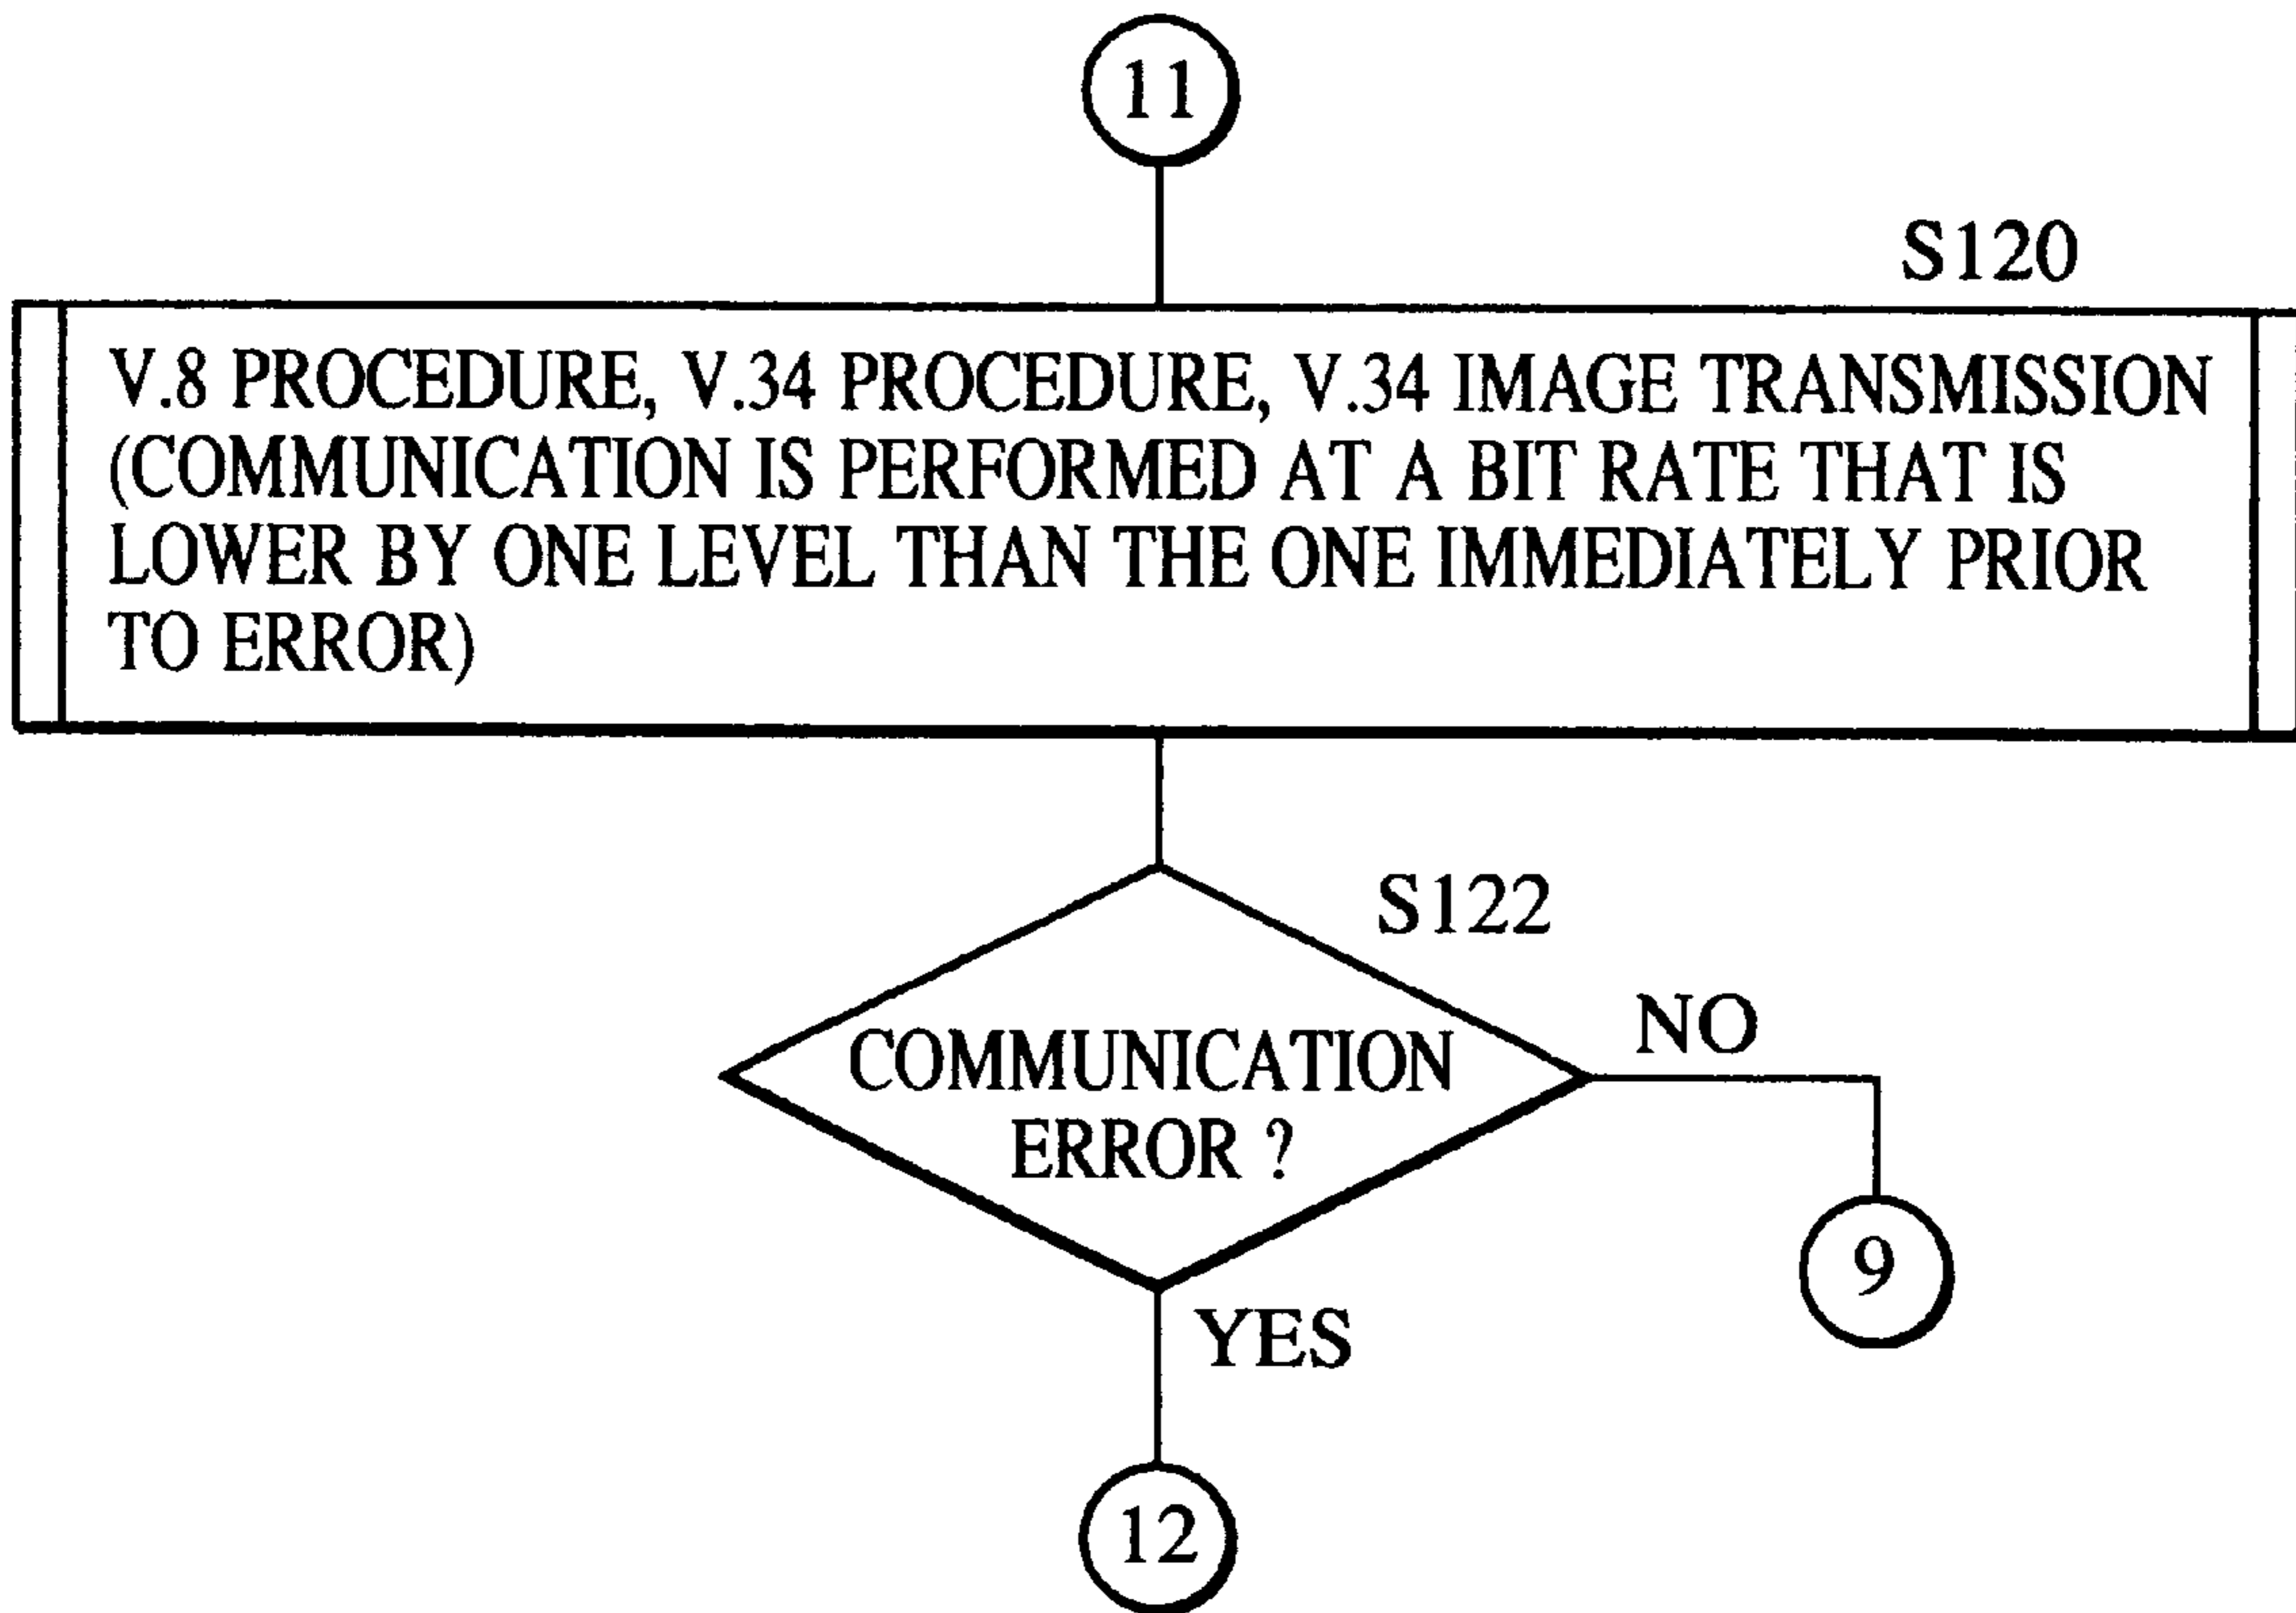 11
S120
V.8 PROCEDURE, V.34 PROCEDURE, V.34 IMAGE TRANSMISSION
(COMMUNICATION IS PERFORMED AT A BIT RATE THAT IS
LOWER BY ONE LEVEL THAN THE ONE IMMEDIATELY PRIOR
TO ERROR)
S122
COMMUNICATION
ERROR ?
NO
9
YES
12